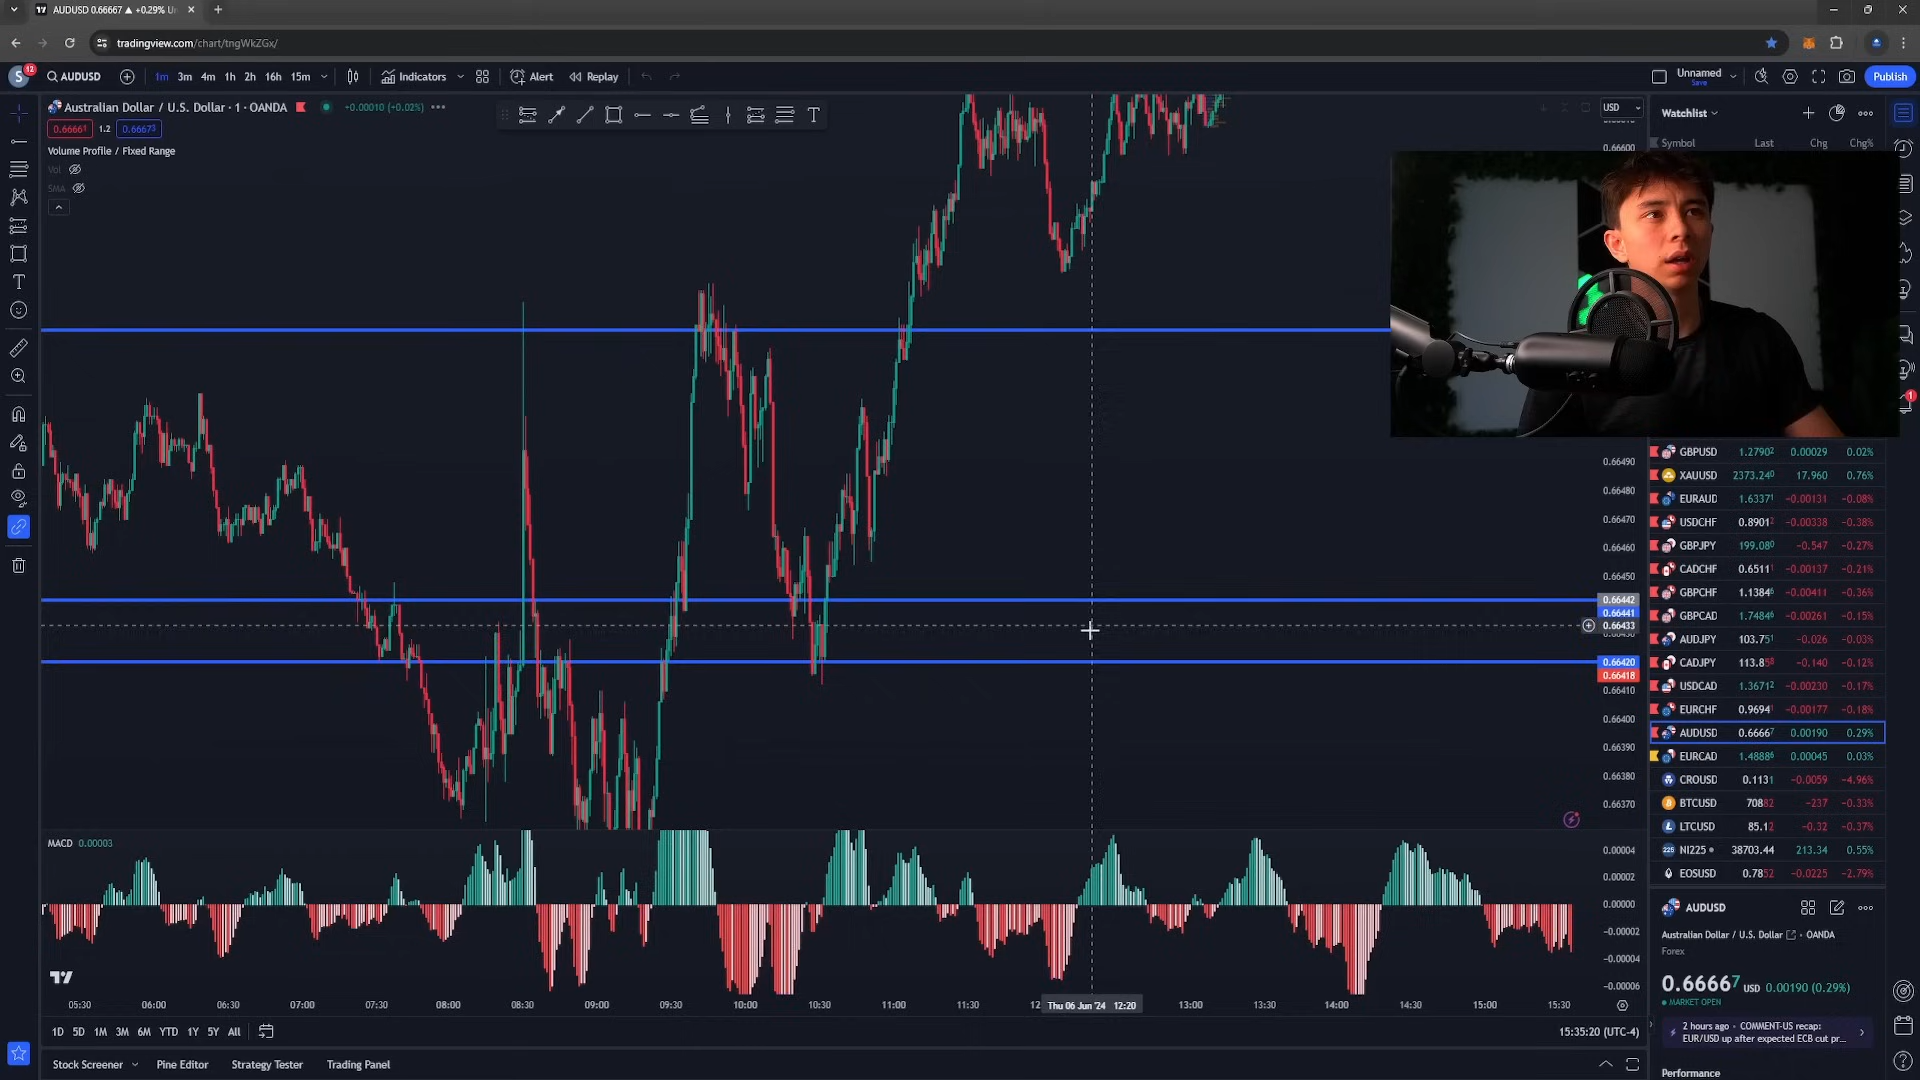 AUDUSD 0.66667 ▲ +0.29% Un
tradingview.com/chart/tngWkZGx/
S
12
AUDUSD
1m 3m 4m 1h 2h 16h 15m
Indicators
Alert
Replay
Unnamed
Save
Publish
Australian Dollar / U.S. Dollar · 1 · OANDA
+0.00010 (+0.02%)
0.66661 1.2 0.66673
Volume Profile / Fixed Range
Vol
SMA
USD
0.66600
0.66490
0.66480
0.66470
0.66460
0.66450
0.66442
0.66441
0.66433
0.66420
0.66418
0.66410
0.66400
0.66390
0.66380
0.66370
MACD 0.00003
0.00004
0.00002
0.00000
−0.00002
−0.00004
−0.00006
05:30 06:00 06:30 07:00 07:30 08:00 08:30 09:00 09:30 10:00 10:30 11:00 11:30 12 Thu 06 Jun '24 12:20 13:00 13:30 14:00 14:30 15:00 15:30
1D 5D 1M 3M 6M YTD 1Y 5Y All
15:35:20 (UTC-4)
Stock Screener
Pine Editor
Strategy Tester
Trading Panel
Watchlist
Symbol Last Chg Chg%
GBPUSD 1.27902 0.00029 0.02%
XAUUSD 2373.240 17.960 0.76%
EURAUD 1.63371 −0.00131 −0.08%
USDCHF 0.89012 −0.00338 −0.38%
GBPJPY 199.080 −0.547 −0.27%
CADCHF 0.65111 −0.00137 −0.21%
GBPCHF 1.13846 −0.00411 −0.36%
GBPCAD 1.74846 −0.00261 −0.15%
AUDJPY 103.751 −0.026 −0.03%
CADJPY 113.858 −0.140 −0.12%
USDCAD 1.36712 −0.00230 −0.17%
EURCHF 0.96941 −0.00177 −0.18%
AUDUSD 0.66667 0.00190 0.29%
EURCAD 1.48886 0.00045 0.03%
CROUSD 0.1131 −0.0059 −4.96%
BTCUSD 70882 −237 −0.33%
LTCUSD 85.12 −0.32 −0.37%
NI225 38703.44 213.34 0.55%
EOSUSD 0.7852 −0.0225 −2.79%
AUDUSD
Australian Dollar / U.S. Dollar · OANDA
Forex
0.66667 USD 0.00190 (0.29%)
MARKET OPEN
2 hours ago · COMMENT-US recap:
EUR/USD up after expected ECB cut pr...
Performance